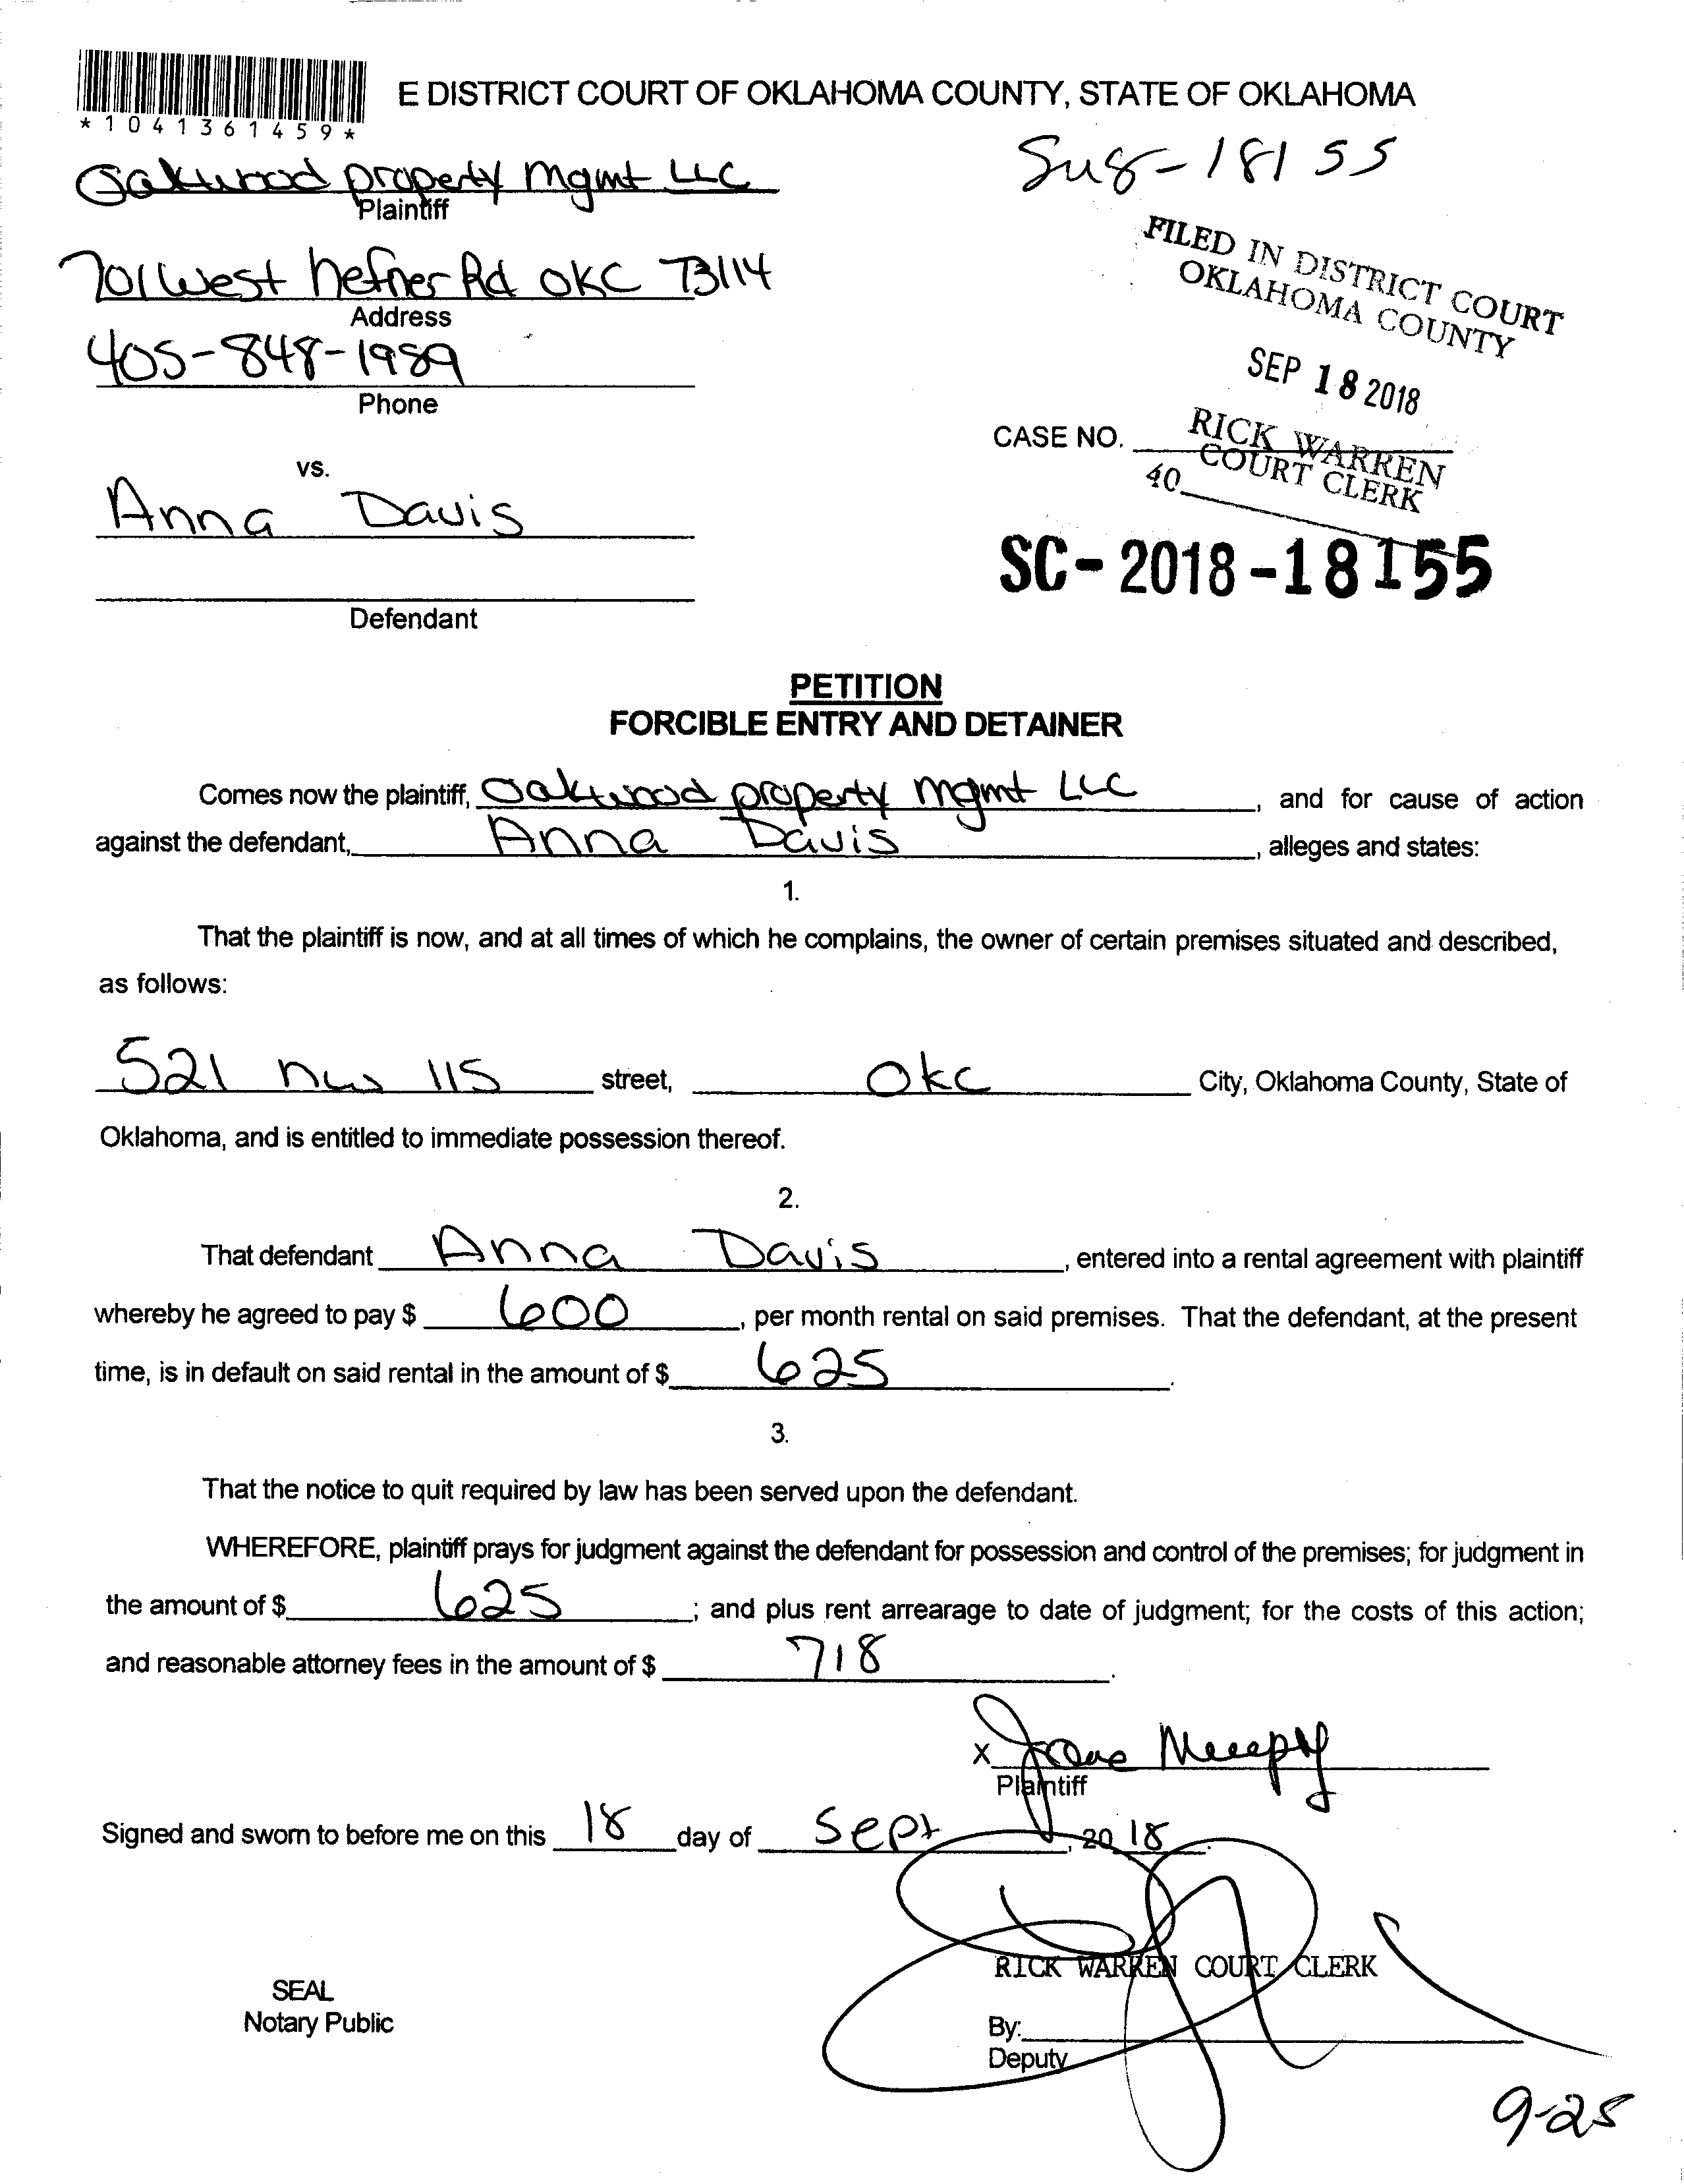 *1041361459*
E DISTRICT COURT OF OKLAHOMA COUNTY, STATE OF OKLAHOMA
18155
Oakwood property mgmt LLC
Plaintiff
FILED IN DISTRICT COURT
OKLAHOMA COUNTY
701 West hefner Rd OKC 73114
Address
405-848-1989
Phone
SEP 18 2018
CASE NO.
RICK WARREN
COURT CLERK
40
vs.
Anna Davis
SC-2018-18155
Defendant
PETITION
FORCIBLE ENTRY AND DETAINER
Comes now the plaintiff, Oakwood property mgmt LLC, and for cause of action
against the defendant, Anna Davis, alleges and states:
1.
That the plaintiff is now, and at all times of which he complains, the owner of certain premises situated and described,
as follows:
521 nw 115 street, OKC City, Oklahoma County, State of
Oklahoma, and is entitled to immediate possession thereof.
2.
That defendant Anna Davis, entered into a rental agreement with plaintiff
whereby he agreed to pay $ 600, per month rental on said premises. That the defendant, at the present
time, is in default on said rental in the amount of $ 625.
3.
That the notice to quit required by law has been served upon the defendant.
WHEREFORE, plaintiff prays for judgment against the defendant for possession and control of the premises; for judgment in
the amount of $ 625; and plus rent arrearage to date of judgment; for the costs of this action;
and reasonable attorney fees in the amount of $ 718.
X
Plaintiff
Signed and sworn to before me on this 18 day of Sept, 2018.
RICK WARREN COURT CLERK
SEAL
Notary Public
By:
Deputy
9-25